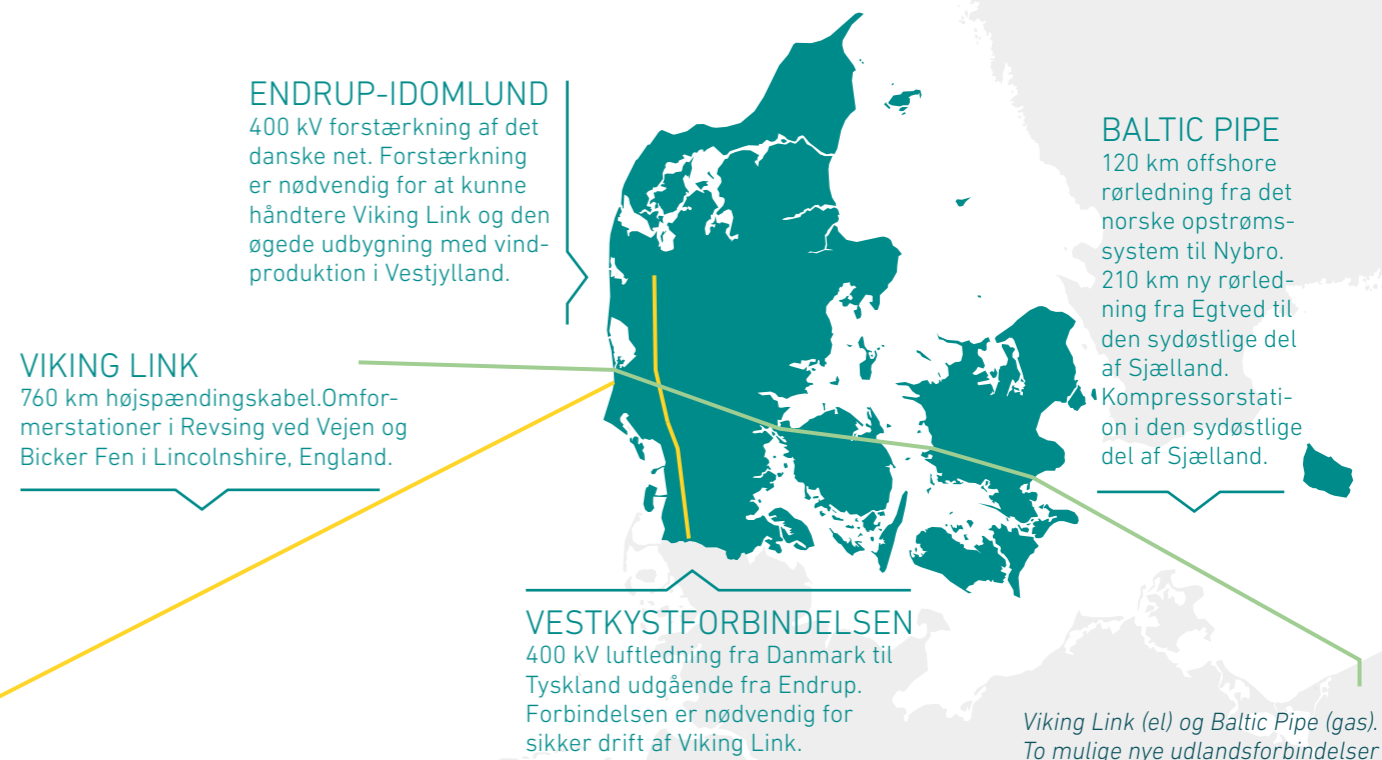 ENDRUP-IDOMLUND
400 kV forstærkning af det
danske net. Forstærkning
er nødvendig for at kunne
håndtere Viking Link og den
øgede udbygning med vind-
produktion i Vestjylland.
BALTIC PIPE
120 km offshore
rørledning fra det
norske opstrøms-
system til Nybro.
210 km ny rørled-
ning fra Egtved til
den sydøstlige del
af Sjælland.
Kompressorstati-
on i den sydøstlige
del af Sjælland.
VIKING LINK
760 km højspændingskabel.Omfor-
merstationer i Revsing ved Vejen og
Bicker Fen i Lincolnshire, England.
VESTKYSTFORBINDELSEN
400 kV luftledning fra Danmark til
Tyskland udgående fra Endrup.
Forbindelsen er nødvendig for
sikker drift af Viking Link.
Viking Link (el) og Baltic Pipe (gas).
To mulige nye udlandsforbindelser